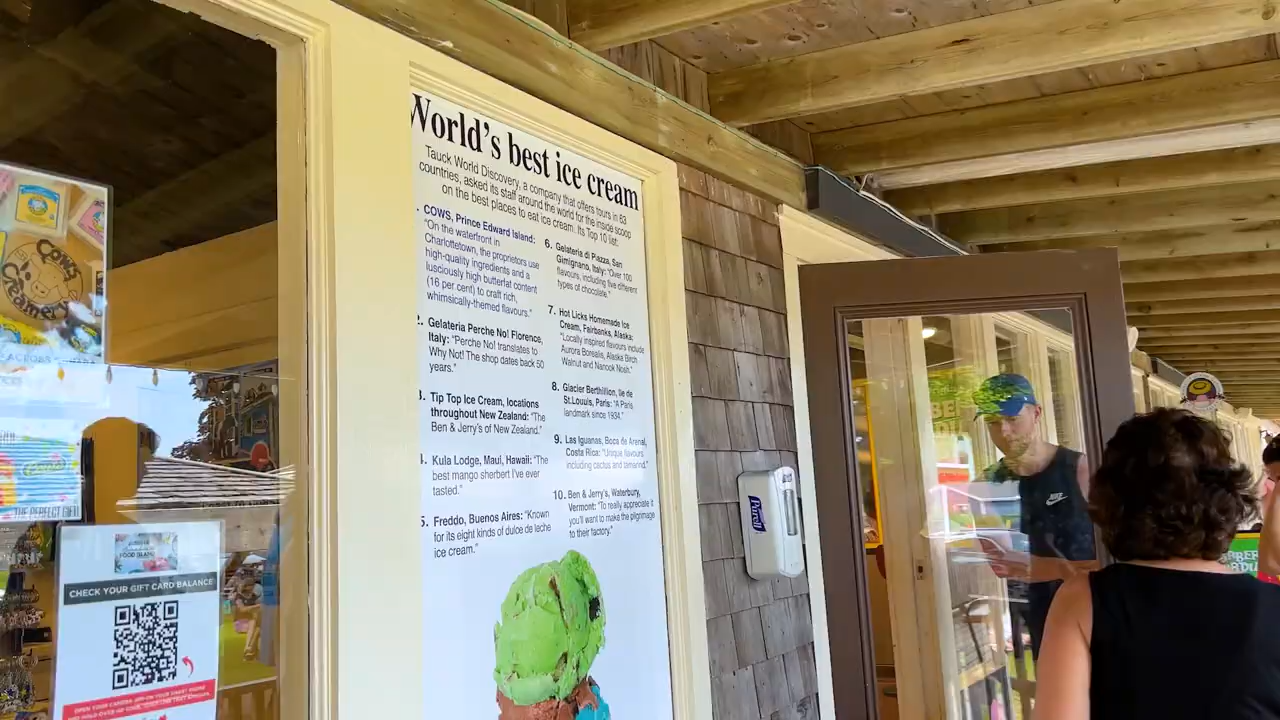 World's best ice cream
Tauck World Discovery, a company that offers tours in 63
countries, asked its staff around the world for the inside scoop
on the best places to eat ice cream. Its Top 10 list:
COWS, Prince Edward Island:
"On the waterfront in
Charlottetown, the proprietors use
high-quality ingredients and a
lusciously high butterfat content
(16 per cent) to craft rich,
whimsically-themed flavours."
2. Gelateria Perche No! Florence,
Italy: "Perche No! translates to
Why Not! The shop dates back 50
years."
3. Tip Top Ice Cream, locations
throughout New Zealand: "The
Ben & Jerry's of New Zealand."
4. Kula Lodge, Maui, Hawaii: "The
best mango sherbert I've ever
tasted."
5. Freddo, Buenos Aires: "Known
for its eight kinds of dulce de leche
ice cream."
6. Gelateria di Piazza, San
Gimignano, Italy: "Over 100
flavours, including five different
types of chocolate."
7. Hot Licks Homemade Ice
Cream, Fairbanks, Alaska:
"Locally inspired flavours include
Aurora Borealis, Alaska Birch
Walnut and Nanook Nosh."
8. Glacier Berthillion, Ile de
St.Louuis, Paris: "A Paris
landmark since 1934."
9. Las Iguanas, Boca de Arenal,
Costa Rica: "Unique flavours
including cactus and tamarind."
10. Ben & Jerry's, Waterbury,
Vermont: "To really appreciate it
you'll want to make the pilgrimage
to their factory."
COWS
Creamery
THE PERFECT GIFT
FOOD ISLAND
CHECK YOUR GIFT CARD BALANCE
Purell